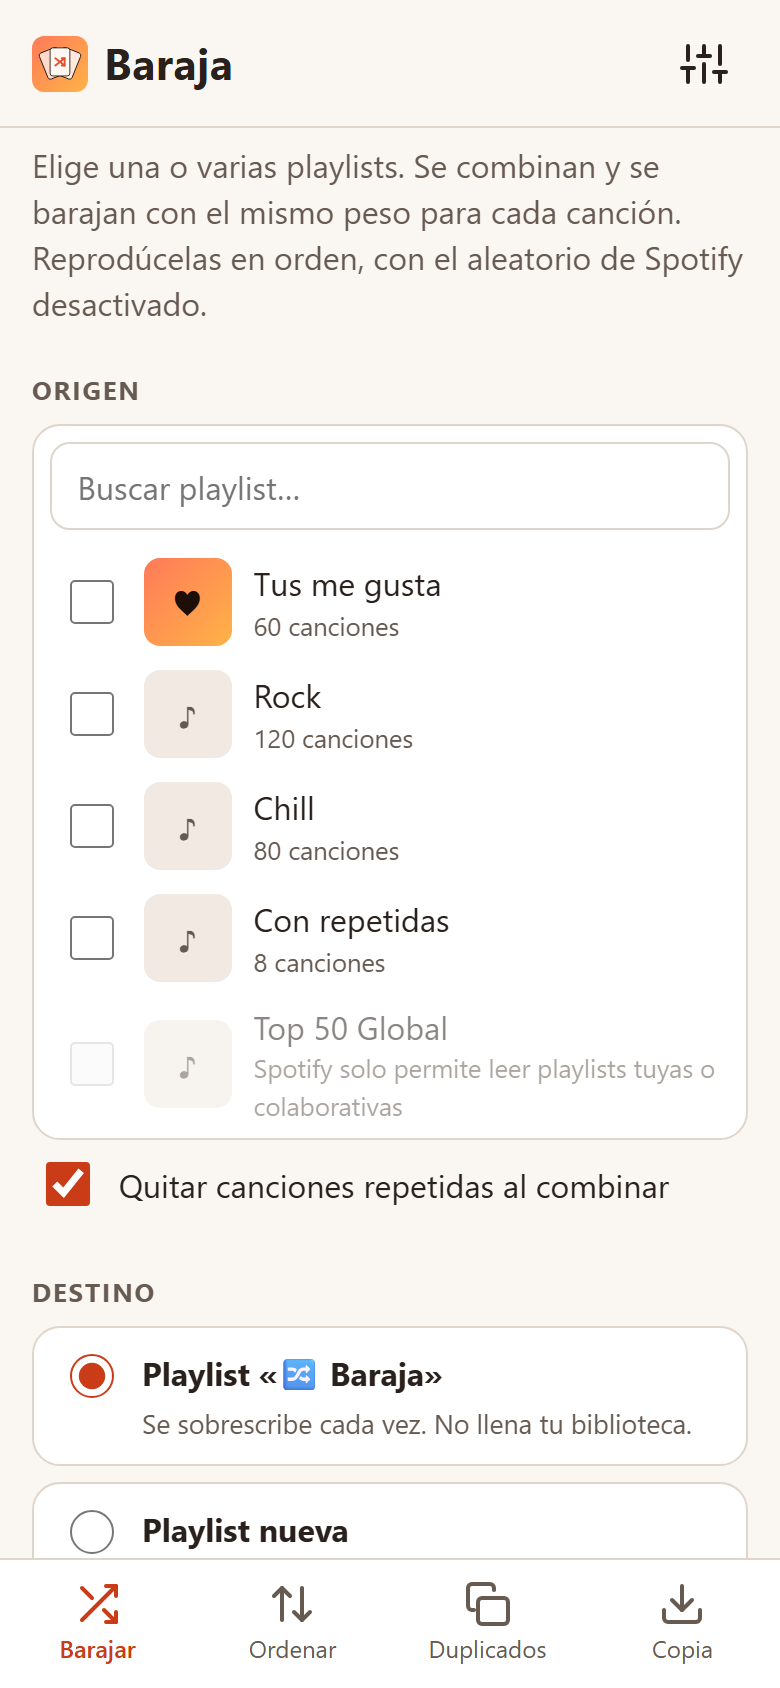 Baraja
Elige una o varias playlists. Se combinan y se
barajan con el mismo peso para cada canción.
Reprodúcelas en orden, con el aleatorio de Spotify
desactivado.
ORIGEN
Buscar playlist...
Tus me gusta
60 canciones
Rock
120 canciones
Chill
80 canciones
Con repetidas
8 canciones
Top 50 Global
Spotify solo permite leer playlists tuyas o
colaborativas
Quitar canciones repetidas al combinar
DESTINO
Playlist «🔀 Baraja»
Se sobrescribe cada vez. No llena tu biblioteca.
Playlist nueva
Barajar
Ordenar
Duplicados
Copia